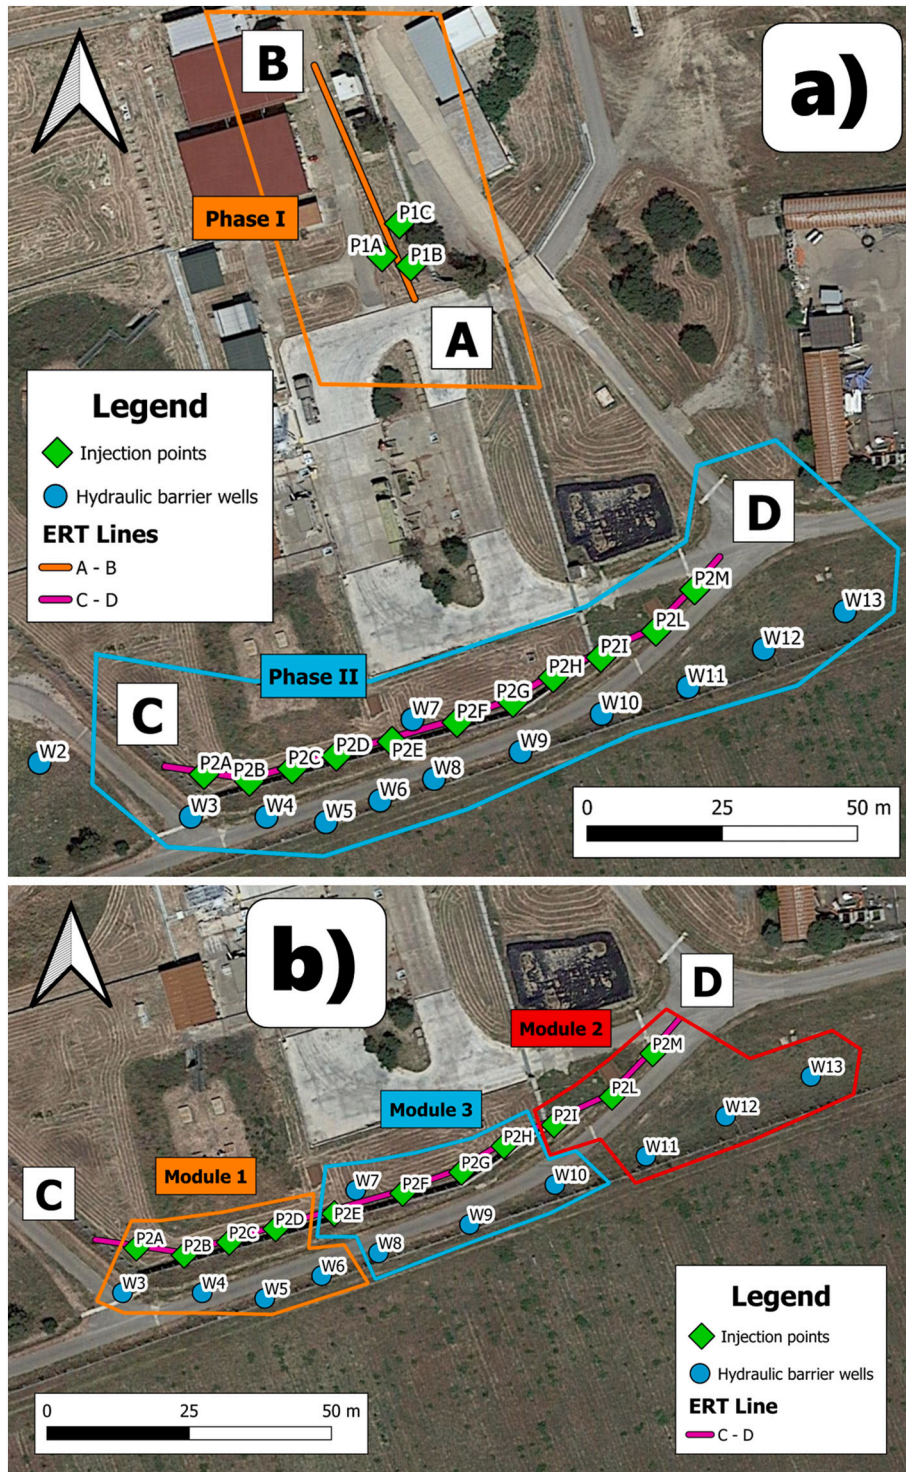 a)
B
Phase I
P1C
P1A
P1B
A
Legend
Injection points
Hydraulic barrier wells
ERT Lines
A - B
C - D
D
P2M
W13
P2L
W12
P2I
Phase II
P2H
W11
C
P2G
W10
W7
P2F
W2
P2E
W9
P2D
P2C
P2A
P2B
W8
W6
W3
W4
W5
0 25 50 m
b)
D
Module 2
P2M
W13
P2L
Module 3
P2I
W12
P2H
W11
Module 1
P2G
W10
C
W7
P2F
P2E
W9
P2D
P2C
P2A
P2B
W8
W6
W3
W4
W5
Legend
Injection points
Hydraulic barrier wells
ERT Line
C - D
0 25 50 m